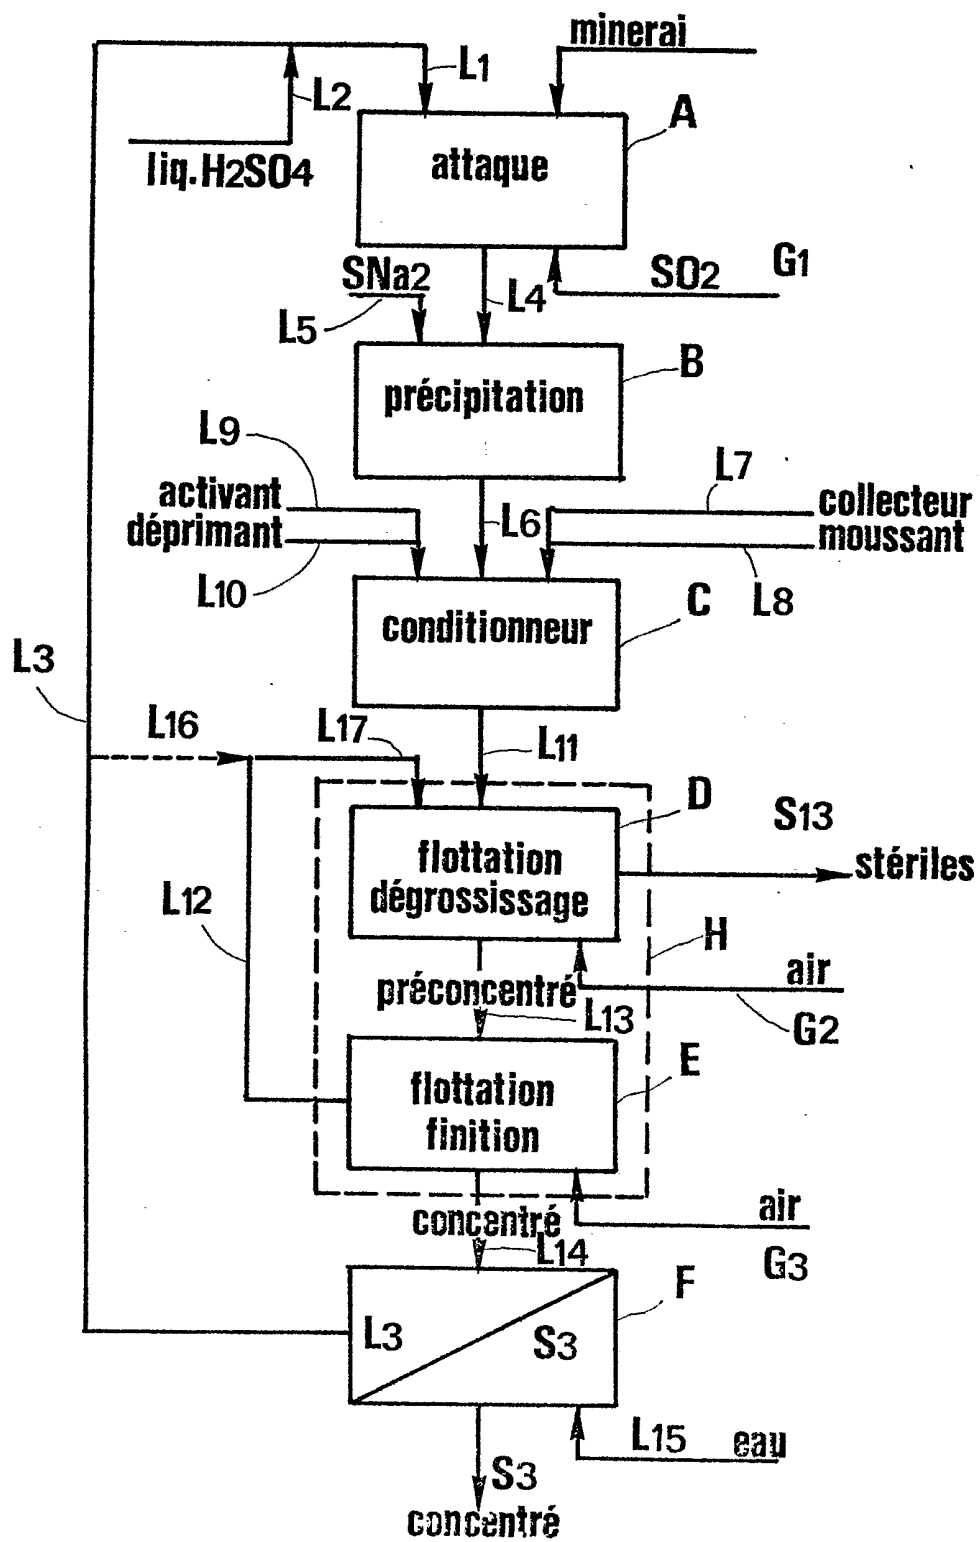 minerai
L1
L2
A
liq.H2SO4
attaque
SNa2
SO2
G1
L4
L5
B
précipitation
L9
L7
activant
L6
collecteur
déprimant
moussant
L10
L8
C
conditionneur
L3
L16
L17
L11
D
S13
flottation
dégrossissage
stériles
L12
H
air
préconcentré
L13
G2
E
flottation
finition
concentré
air
L14
G3
F
L3
S3
L15
eau
S3
concentré